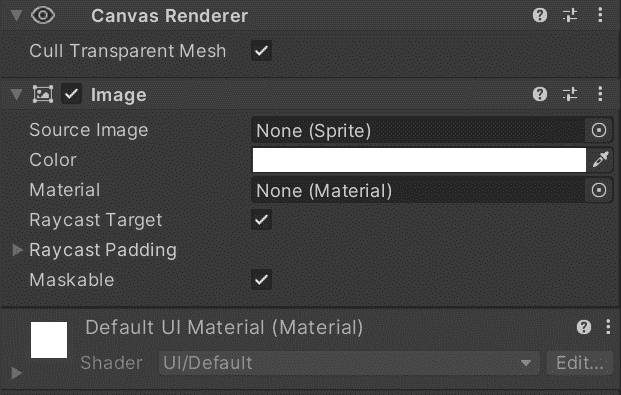 Canvas Renderer
Cull Transparent Mesh
Image
Source Image None (Sprite)
Color
Material None (Material)
Raycast Target
Raycast Padding
Maskable
Default UI Material (Material)
Shader UI/Default Edit...